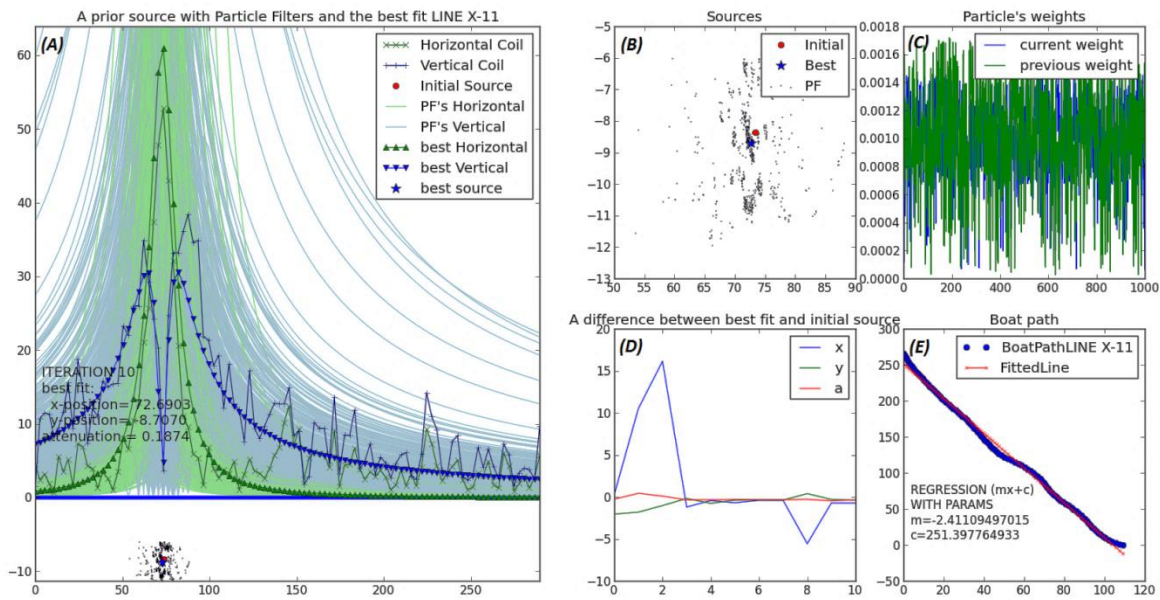 A prior source with Particle Filters and the best fit LINE X-11
(A)
60
50
40
30
20
10
0
−10
0
50
100
150
200
250
Horizontal Coil
Vertical Coil
Initial Source
PF's Horizontal
PF's Vertical
best Horizontal
best Vertical
best source
ITERATION 10
best fit:
x-position= 72.6903
y-position= -8.7070
attenuation = 0.1874
Sources
(B)
−5
−6
−7
−8
−9
−10
−11
−12
−13
50
55
60
65
70
75
80
85
90
Initial
Best
PF
Particle's weights
(C)
0.0018
0.0016
0.0014
0.0012
0.0010
0.0008
0.0006
0.0004
0.0002
0.0000
0
200
400
600
800
1000
current weight
previous weight
A difference between best fit and initial source
(D)
20
15
10
5
0
−5
−10
0
2
4
6
8
10
x
y
a
Boat path
(E)
300
250
200
150
100
50
0
−50
0
20
40
60
80
100
120
BoatPathLINE X-11
FittedLine
REGRESSION (mx+c)
WITH PARAMS
m=-2.41109497015
c=251.397764933